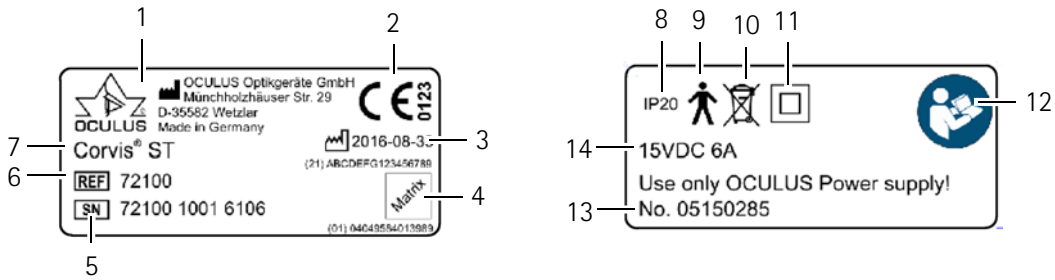 1
2
OCULUS Optikgeräte GmbH
Münchholzhäuser Str. 29
D-35582 Wetzlar
Made in Germany
OCULUS
CE 0123
2016-08-33
3
7
Corvis® ST
(21) ABCDEFG123456789
6
REF 72100
Matrix
4
SN 72100 1001 6106
(01) 04049584013989
5
8
9
10
11
IP20
12
14
15VDC 6A
Use only OCULUS Power supply!
13
No. 05150285